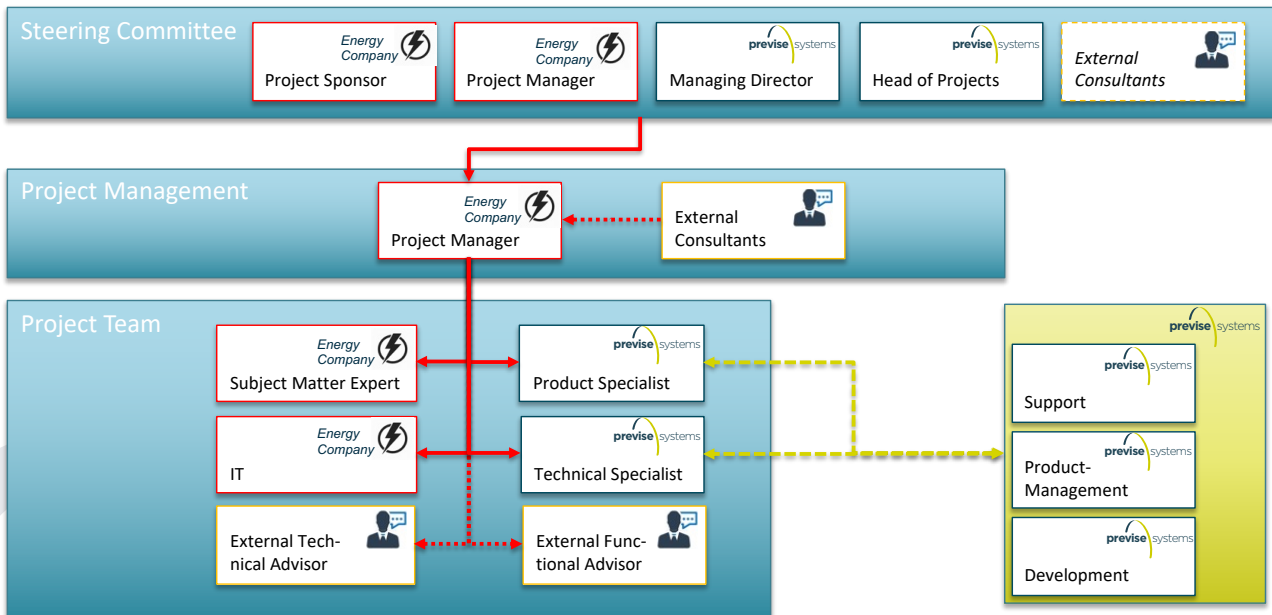 Steering Committee
Energy
Company
Project Sponsor
Energy
Company
Project Manager
previse systems
Managing Director
previse systems
Head of Projects
External
Consultants
Project Management
Energy
Company
Project Manager
External
Consultants
Project Team
Energy
Company
Subject Matter Expert
previse systems
Product Specialist
Energy
Company
IT
previse systems
Technical Specialist
External Tech-
nical Advisor
External Func-
tional Advisor
previse systems
previse systems
Support
previse systems
Product-
Management
previse systems
Development